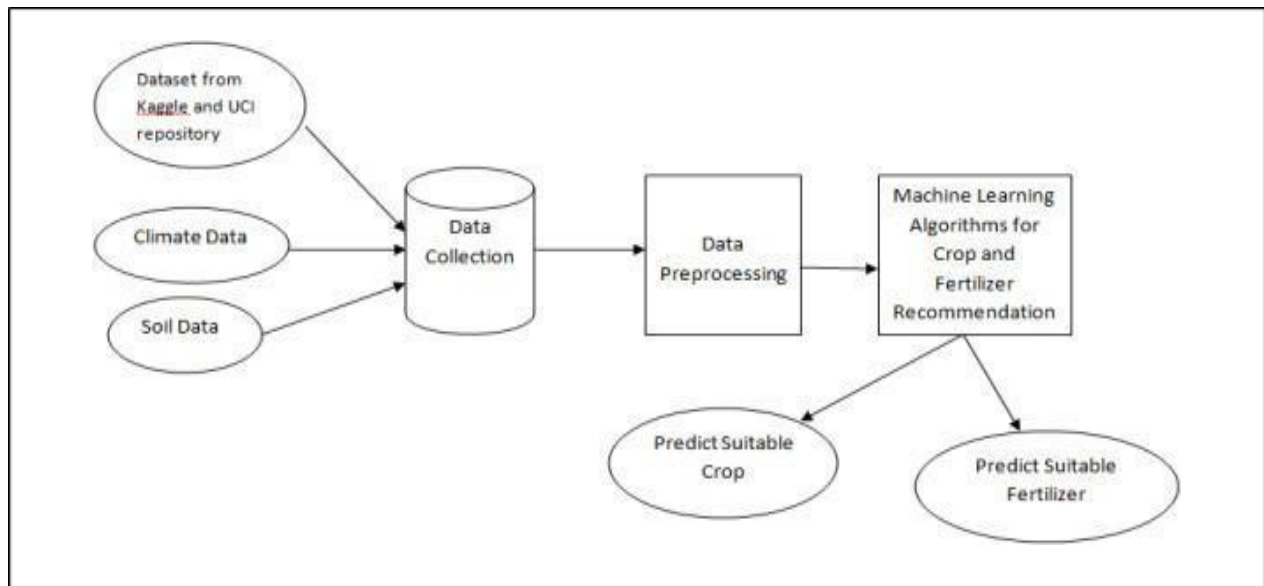 Dataset from
Kaggle and UCI
repository
Climate Data
Soil Data
Data
Collection
Data
Preprocessing
Machine Learning
Algorithms for
Crop and
Fertilizer
Recommendation
Predict Suitable
Crop
Predict Suitable
Fertilizer